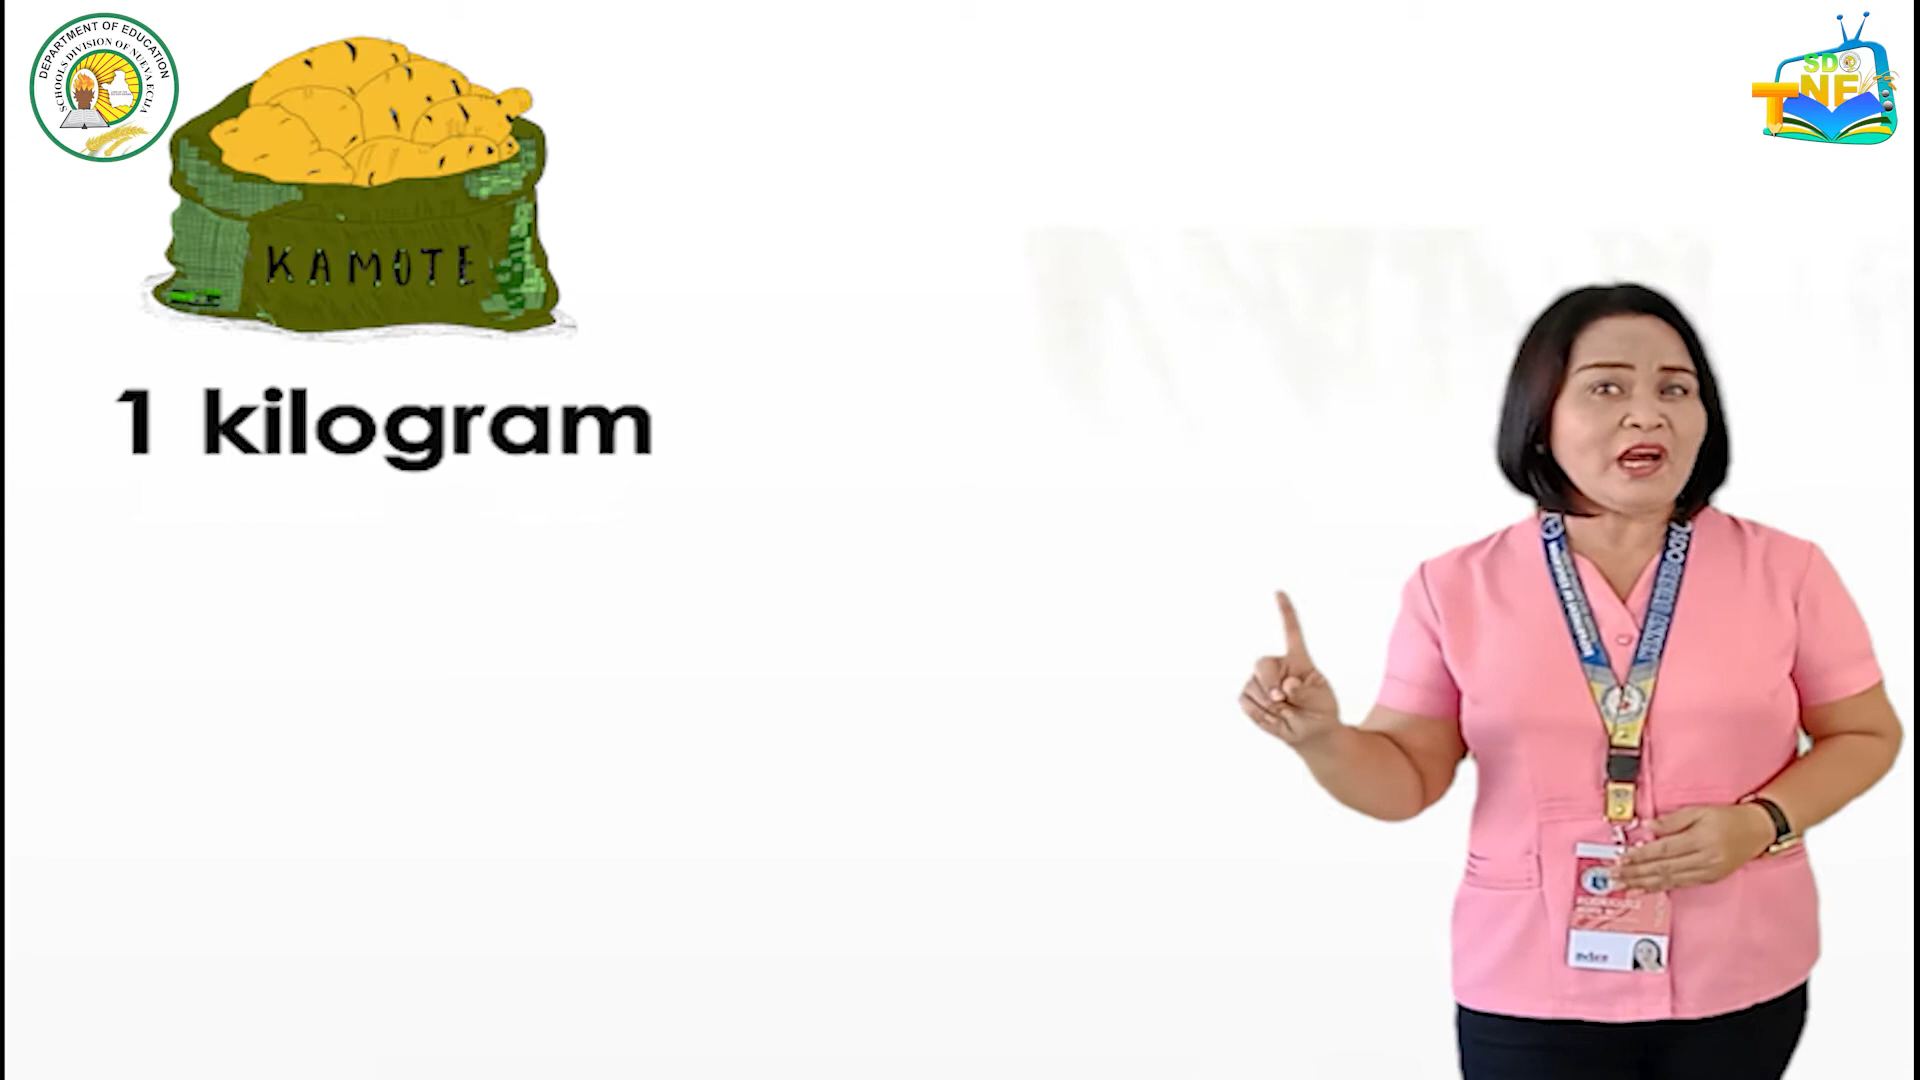 DEPARTMENT OF EDUCATION
SCHOOLS DIVISION OF NUEVA ECIJA
SDO
TNE
KAMOTE
1 kilogram